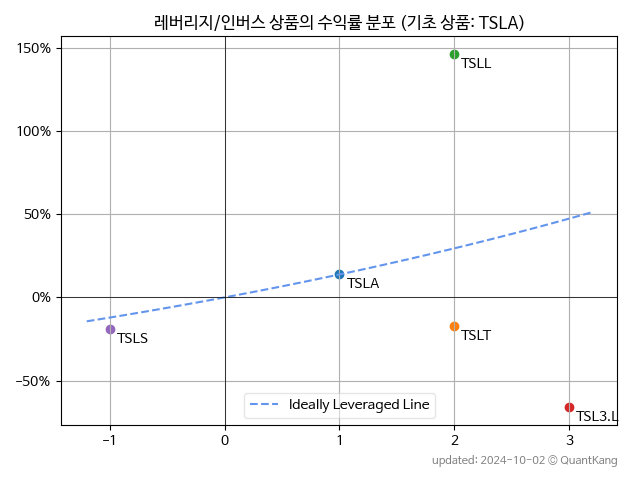 레버리지/인버스 상품의 수익률 분포 (기초 상품: TSLA)
150%
100%
50%
0%
−50%
TSLL
TSLA
TSLS
TSLT
TSL3.L
Ideally Leveraged Line
−1 0 1 2 3
updated: 2024-10-02 © QuantKang